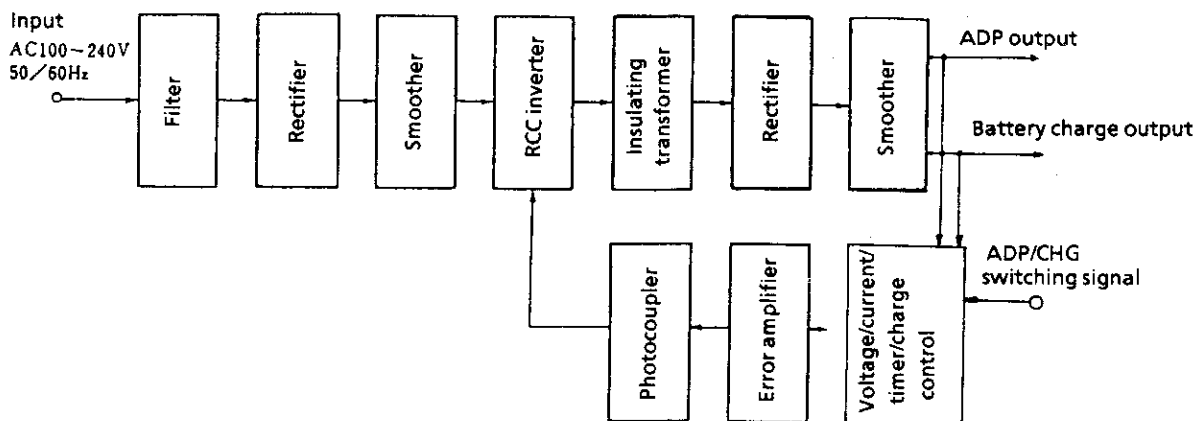 Input
AC100~240V
50/60Hz
Filter
Rectifier
Smoother
RCC inverter
Insulating
transformer
Rectifier
Smoother
ADP output
Battery charge output
Photocoupler
Error amplifier
Voltage/current/
timer/charge
control
ADP/CHG
switching signal